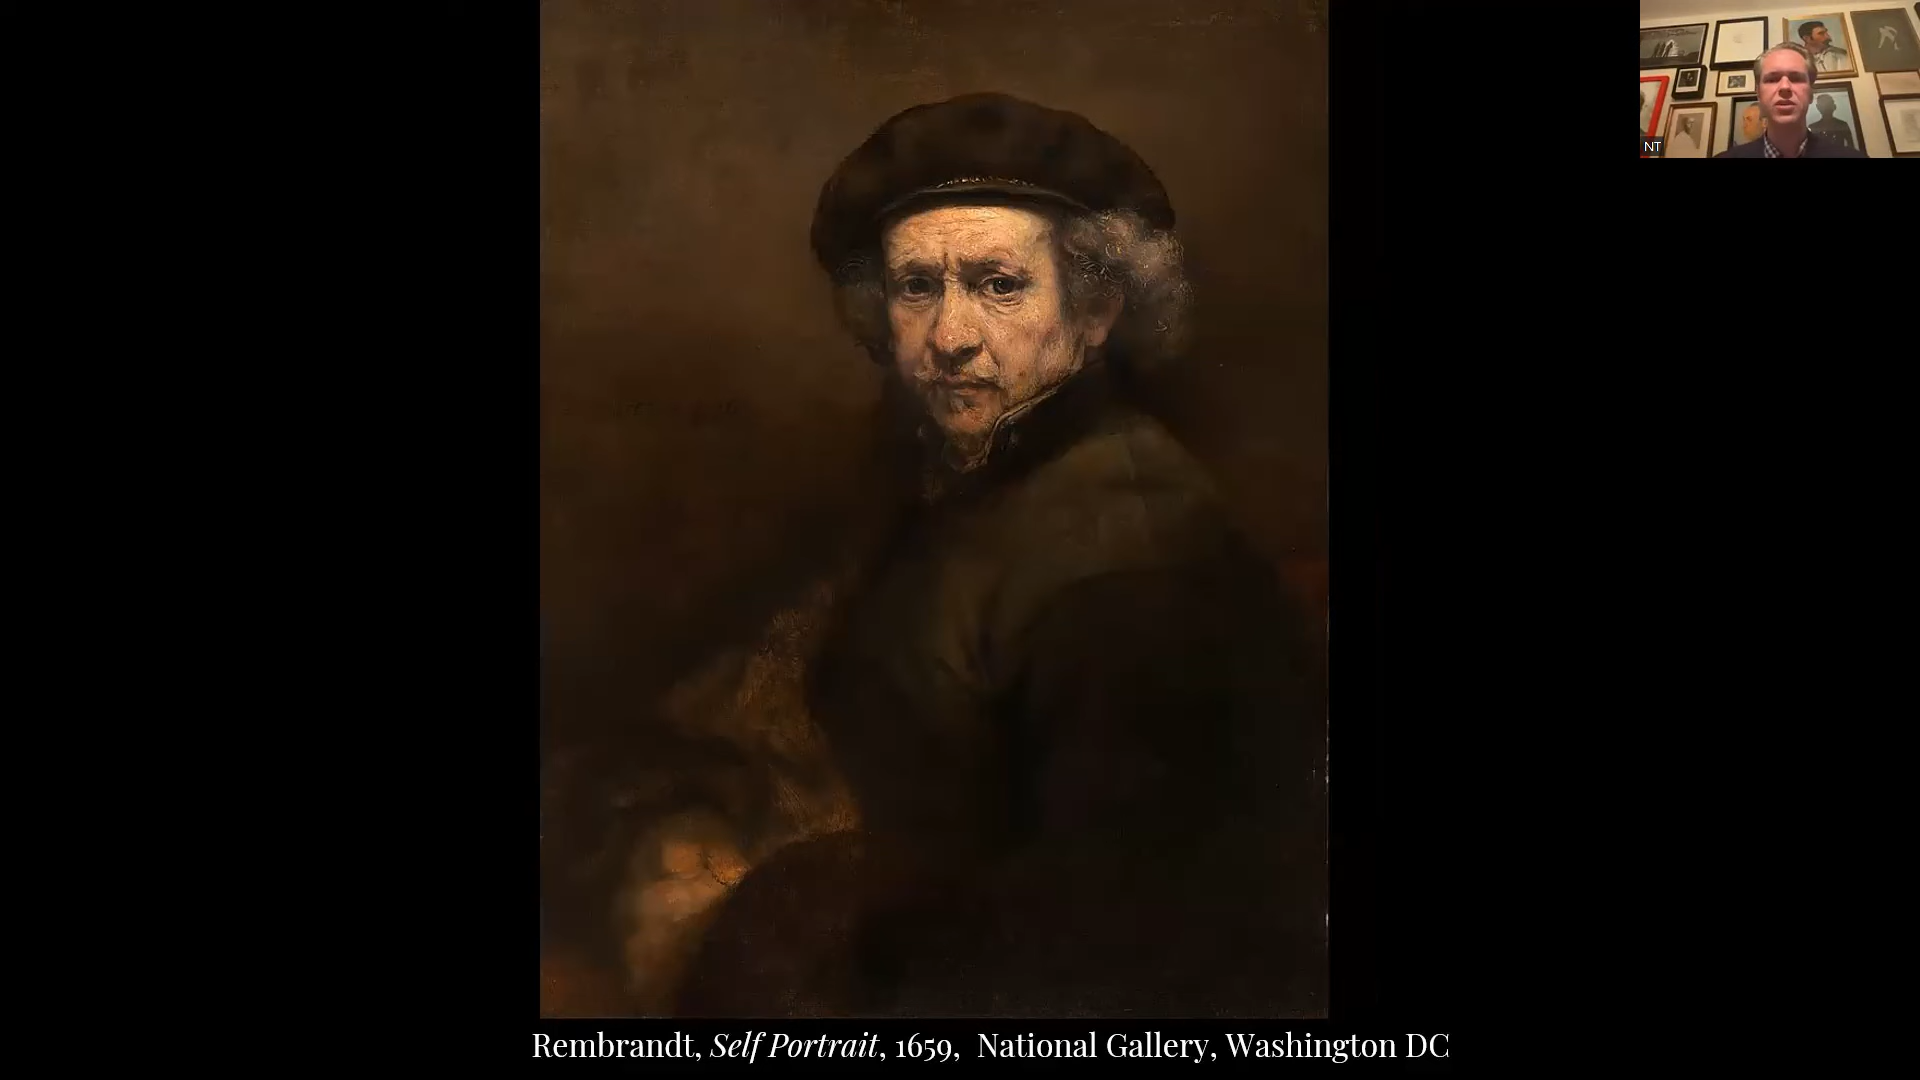 NT
Rembrandt, Self Portrait, 1659, National Gallery, Washington DC